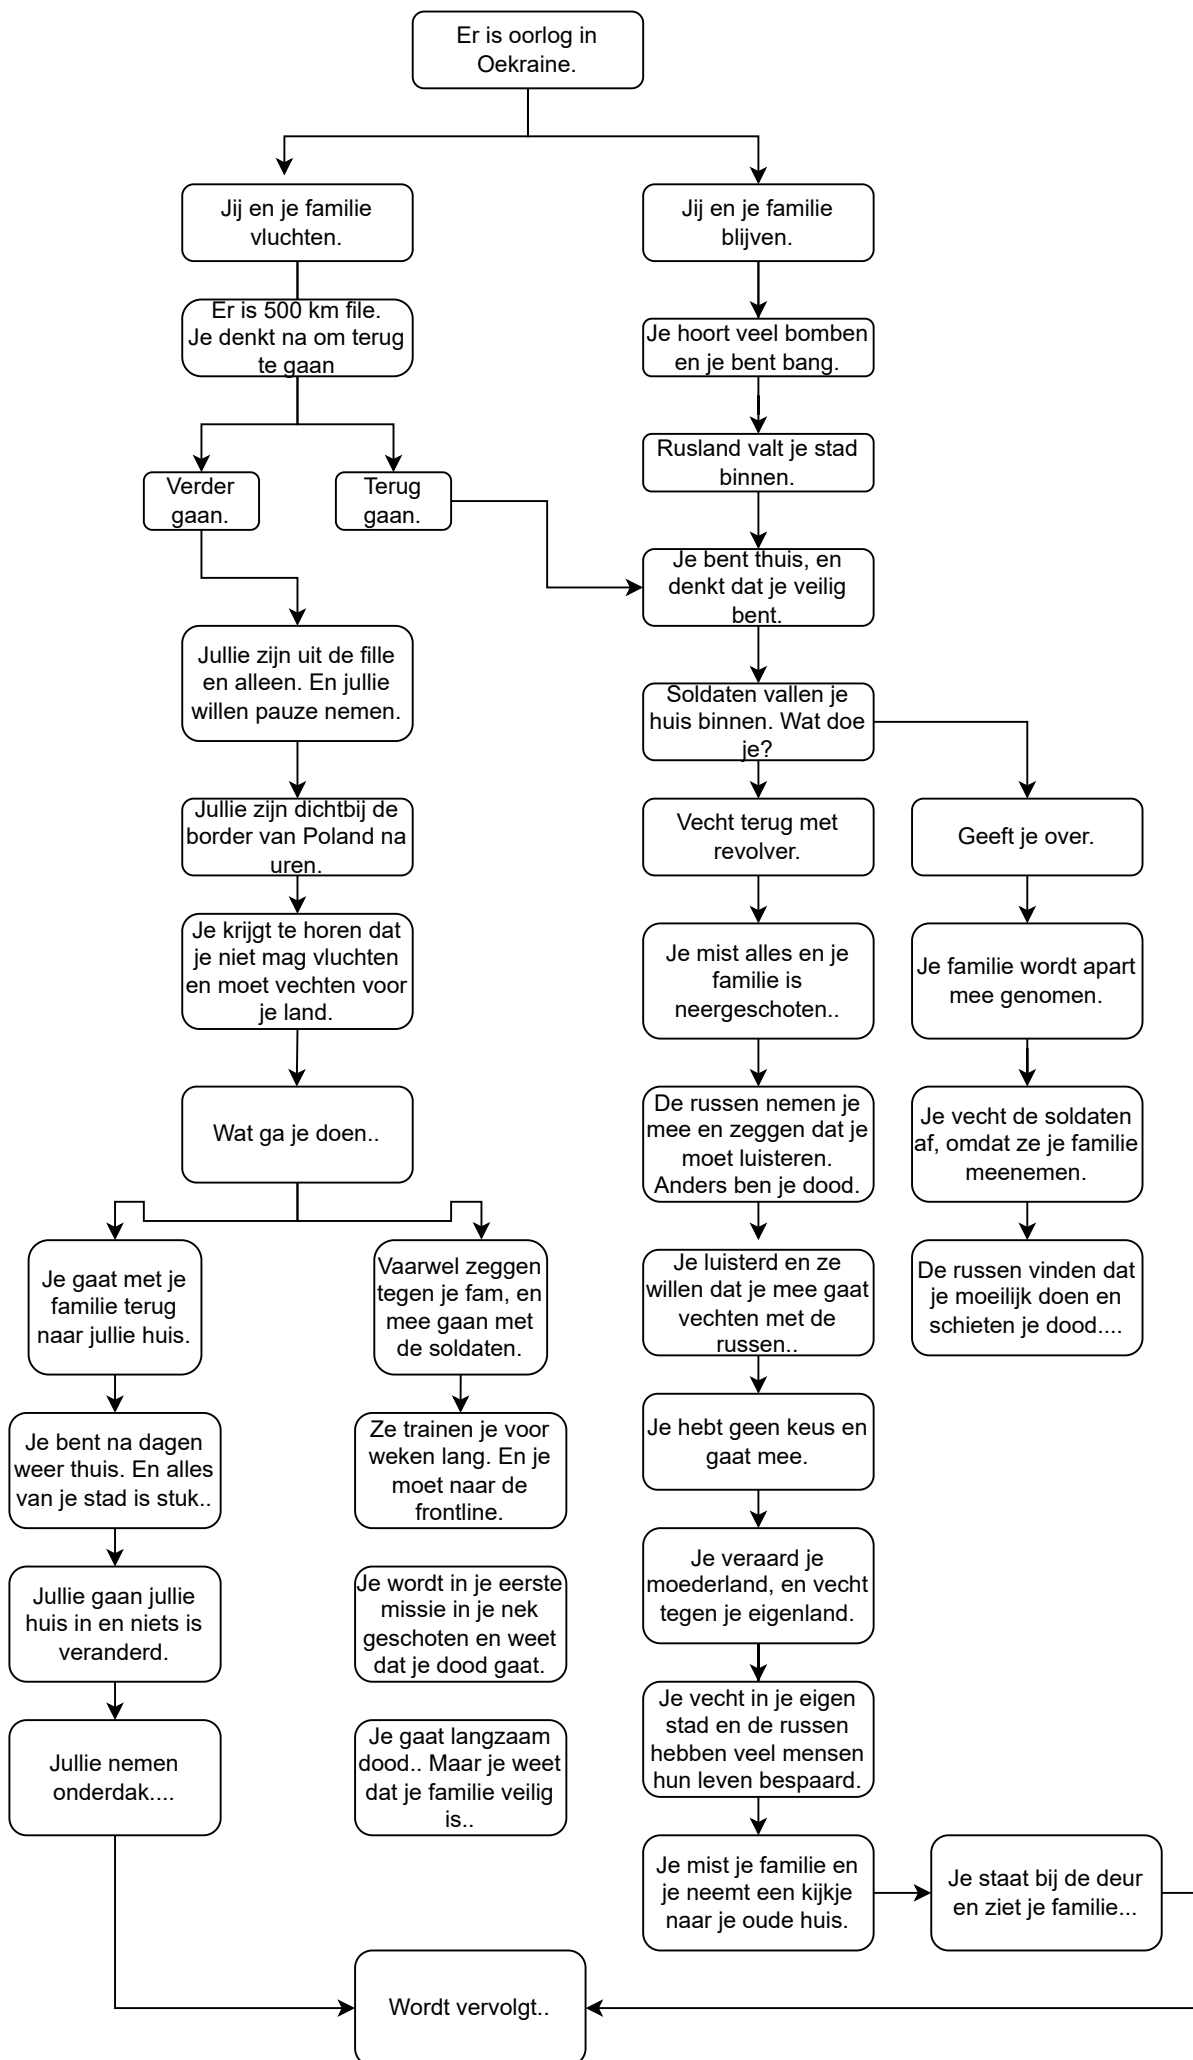 Er is oorlog in
Oekraine.
Jij en je familie
vluchten.
Jij en je familie
blijven.
Er is 500 km file.
Je denkt na om terug
te gaan
Je hoort veel bomben
en je bent bang.
Rusland valt je stad
binnen.
Verder
gaan.
Terug
gaan.
Je bent thuis, en
denkt dat je veilig
bent.
Jullie zijn uit de fille
en alleen. En jullie
willen pauze nemen.
Soldaten vallen je
huis binnen. Wat doe
je?
Jullie zijn dichtbij de
border van Poland na
uren.
Vecht terug met
revolver.
Geeft je over.
Je krijgt te horen dat
je niet mag vluchten
en moet vechten voor
je land.
Je mist alles en je
familie is
neergeschoten..
Je familie wordt apart
mee genomen.
Wat ga je doen..
De russen nemen je
mee en zeggen dat je
moet luisteren.
Anders ben je dood.
Je vecht de soldaten
af, omdat ze je familie
meenemen.
Je gaat met je
familie terug
naar jullie huis.
Vaarwel zeggen
tegen je fam, en
mee gaan met
de soldaten.
Je luisterd en ze
willen dat je mee gaat
vechten met de
russen..
De russen vinden dat
je moeilijk doen en
schieten je dood....
Je bent na dagen
weer thuis. En alles
van je stad is stuk..
Ze trainen je voor
weken lang. En je
moet naar de
frontline.
Je hebt geen keus en
gaat mee.
Jullie gaan jullie
huis in en niets is
veranderd.
Je wordt in je eerste
missie in je nek
geschoten en weet
dat je dood gaat.
Je veraard je
moederland, en vecht
tegen je eigenland.
Jullie nemen
onderdak....
Je gaat langzaam
dood.. Maar je weet
dat je familie veilig
is..
Je vecht in je eigen
stad en de russen
hebben veel mensen
hun leven bespaard.
Je mist je familie en
je neemt een kijkje
naar je oude huis.
Je staat bij de deur
en ziet je familie...
Wordt vervolgt..